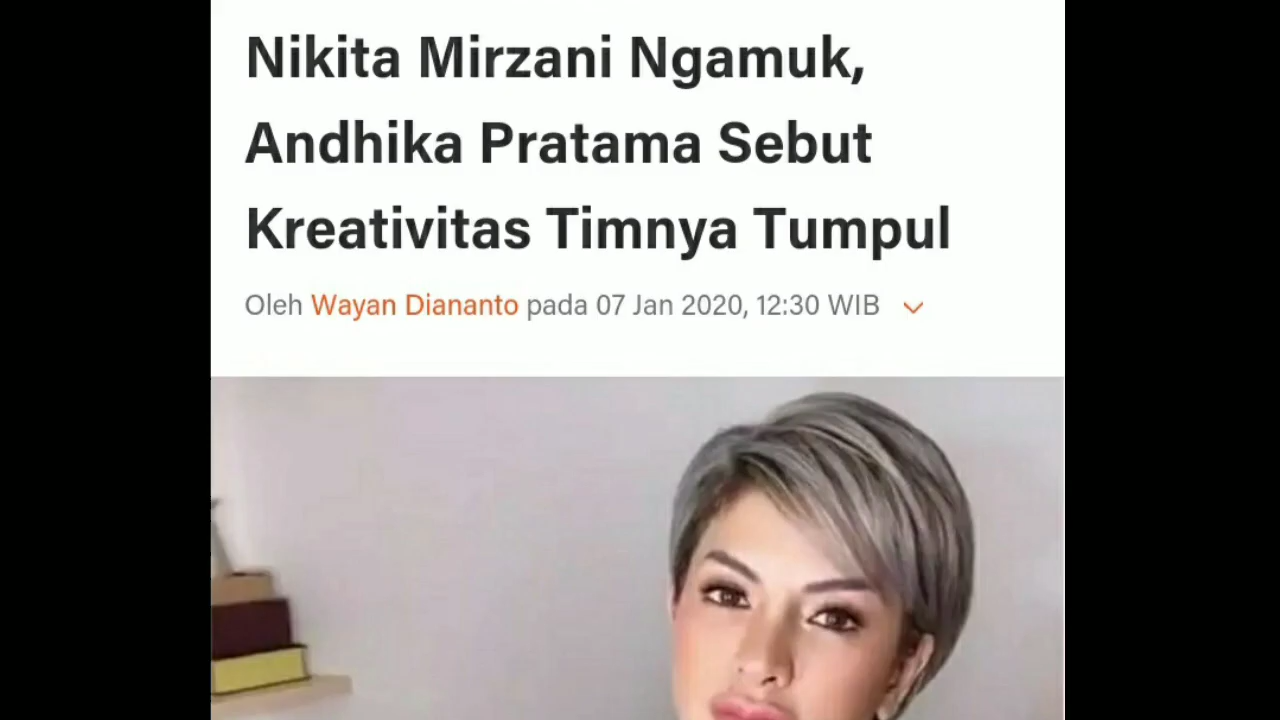 Nikita Mirzani Ngamuk,
Andhika Pratama Sebut
Kreativitas Timnya Tumpul
Oleh Wayan Diananto pada 07 Jan 2020, 12:30 WIB